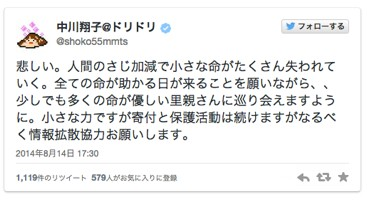 中川翔子@ドリドリ
@shoko55mmts
フォローする
悲しい。人間のさじ加減で小さな命がたくさん失われて
いく。全ての命が助かる日が来ることを願いながら、、
少しでも多くの命が優しい里親さんに巡り会えますよう
に。小さな力ですが寄付と保護活動は続けますがなるべ
く情報拡散協力お願いします。
2014年8月14日 17:30
1,119件のリツイート 579人がお気に入りに登録